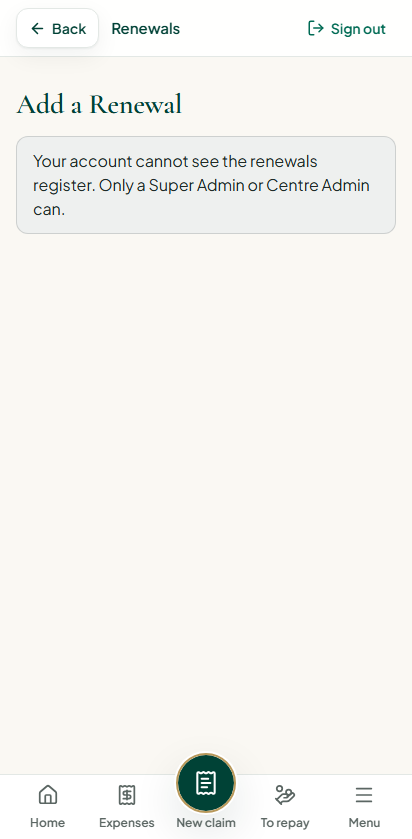 Back
Renewals
Sign out
Add a Renewal
Your account cannot see the renewals
register. Only a Super Admin or Centre Admin
can.
Home
Expenses
New claim
To repay
Menu